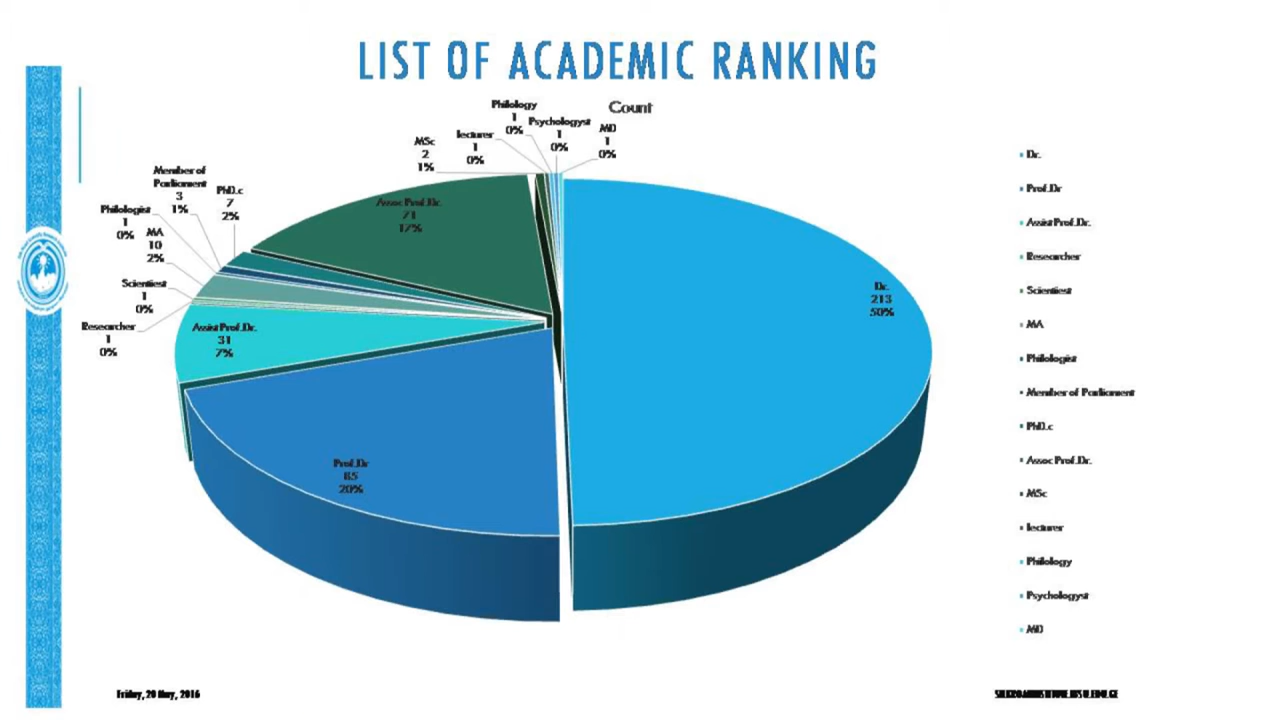 LIST OF ACADEMIC RANKING
Count
Philology
1
0%
Psychologyst
1
0%
MD
1
0%
lecturer
1
0%
MSc
2
1%
Member of
Parliament
3
1%
PhD.c
7
2%
Philologist
1
0%
MA
10
2%
Scientiest
1
0%
Researcher
1
0%
Assoc Prof.Dr.
71
17%
Assist Prof.Dr.
31
7%
Prof.Dr
85
20%
Dr.
213
50%
Dr.
Prof.Dr
Assist Prof.Dr.
Researcher
Scientiest
MA
Philologist
Member of Parliament
PhD.c
Assoc Prof.Dr.
MSc
lecturer
Philology
Psychologyst
MD
Friday, 20 May, 2016